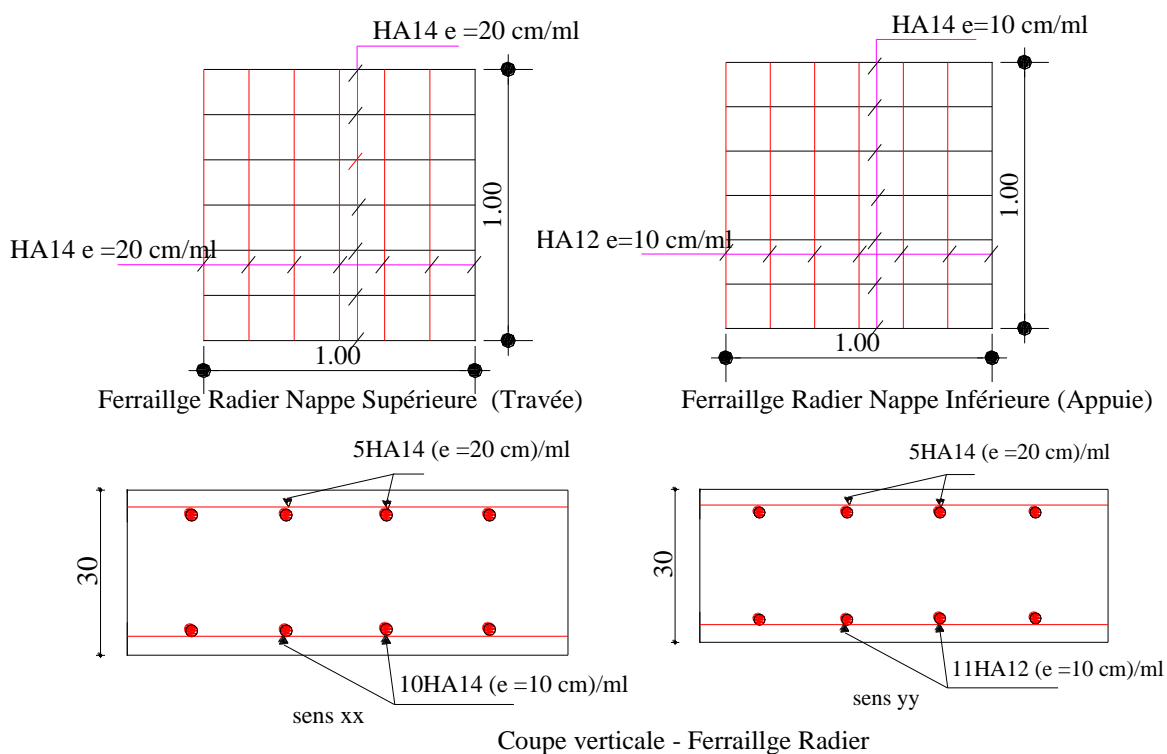 HA14 e =20 cm/ml
1.00
HA14 e =20 cm/ml
1.00
Ferraillge Radier Nappe Supérieure (Travée)
HA14 e=10 cm/ml
1.00
HA12 e=10 cm/ml
1.00
Ferraillge Radier Nappe Inférieure (Appuie)
5HA14 (e =20 cm)/ml
30
10HA14 (e =10 cm)/ml
sens xx
5HA14 (e =20 cm)/ml
30
11HA12 (e =10 cm)/ml
sens yy
Coupe verticale - Ferraillge Radier